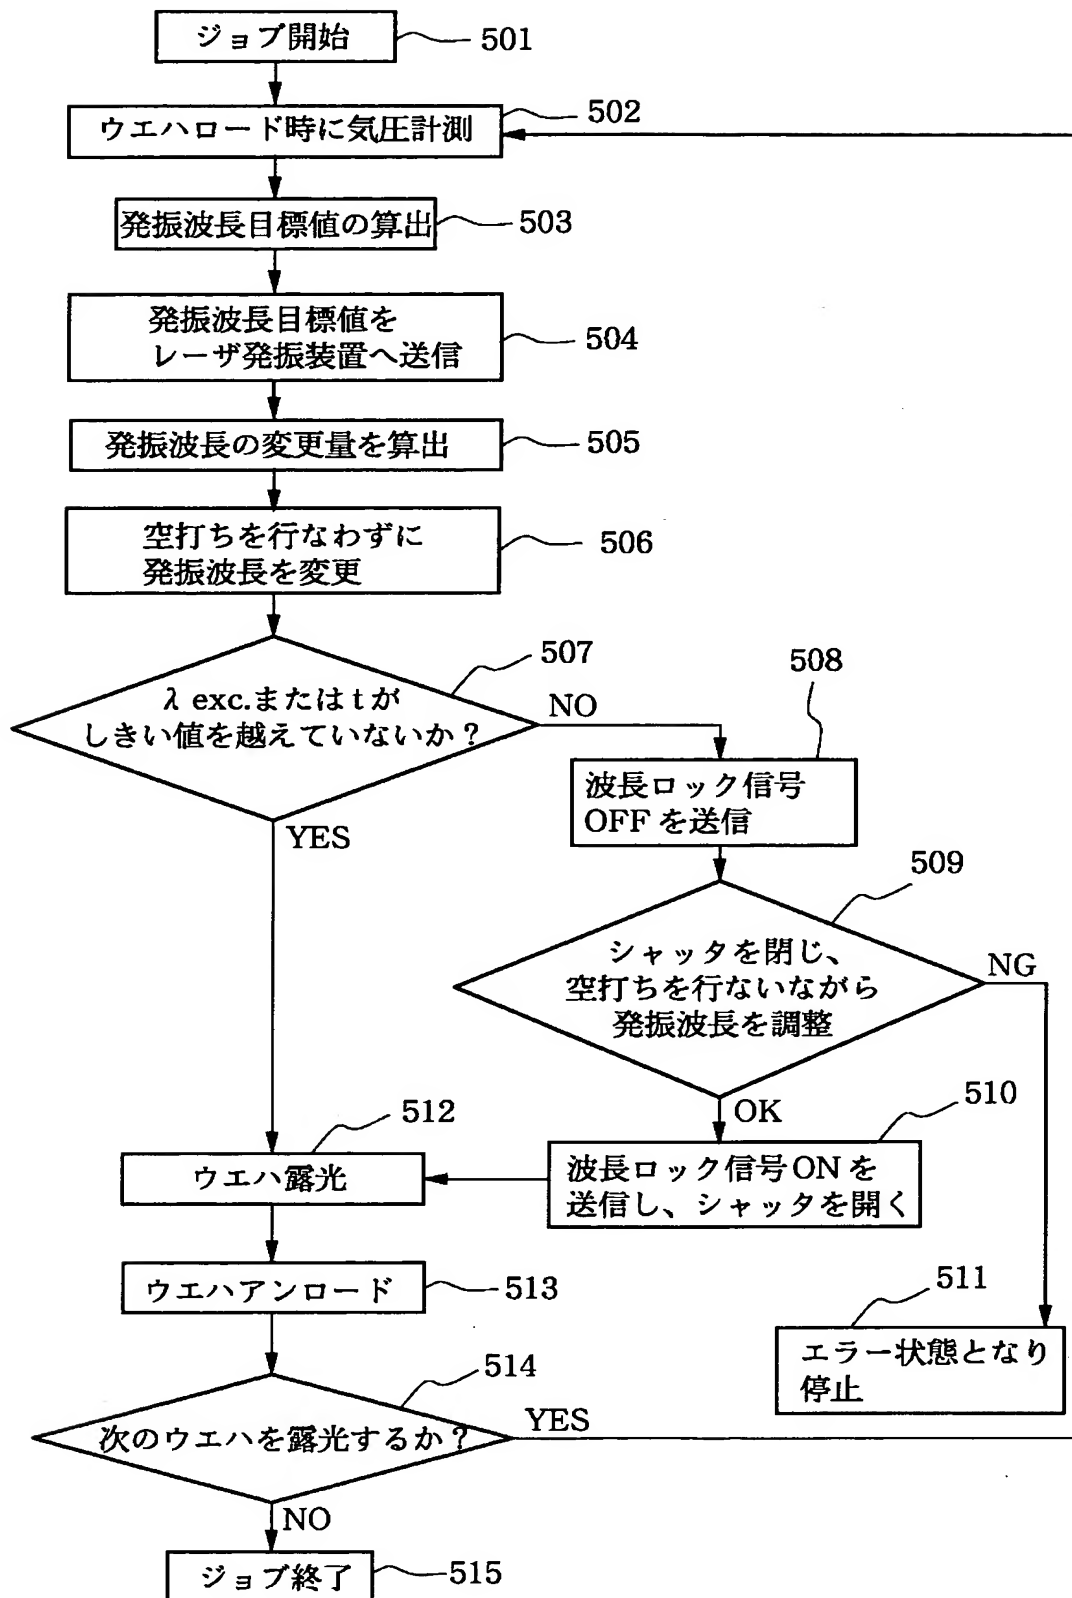 ジョブ開始
501
ウエハロード時に気圧計測
502
発振波長目標値の算出
503
発振波長目標値を
レーザ発振装置へ送信
504
発振波長の変更量を算出
505
空打ちを行なわずに
発振波長を変更
506
λ exc.または t が
しきい値を越えていないか？
507
NO
YES
508
波長ロック信号
OFF を送信
509
シャッタを閉じ、
空打ちを行ないながら
発振波長を調整
NG
OK
510
波長ロック信号 ON を
送信し、シャッタを開く
511
エラー状態となり
停止
512
ウエハ露光
ウエハアンロード
513
514
次のウエハを露光するか？
YES
NO
ジョブ終了
515